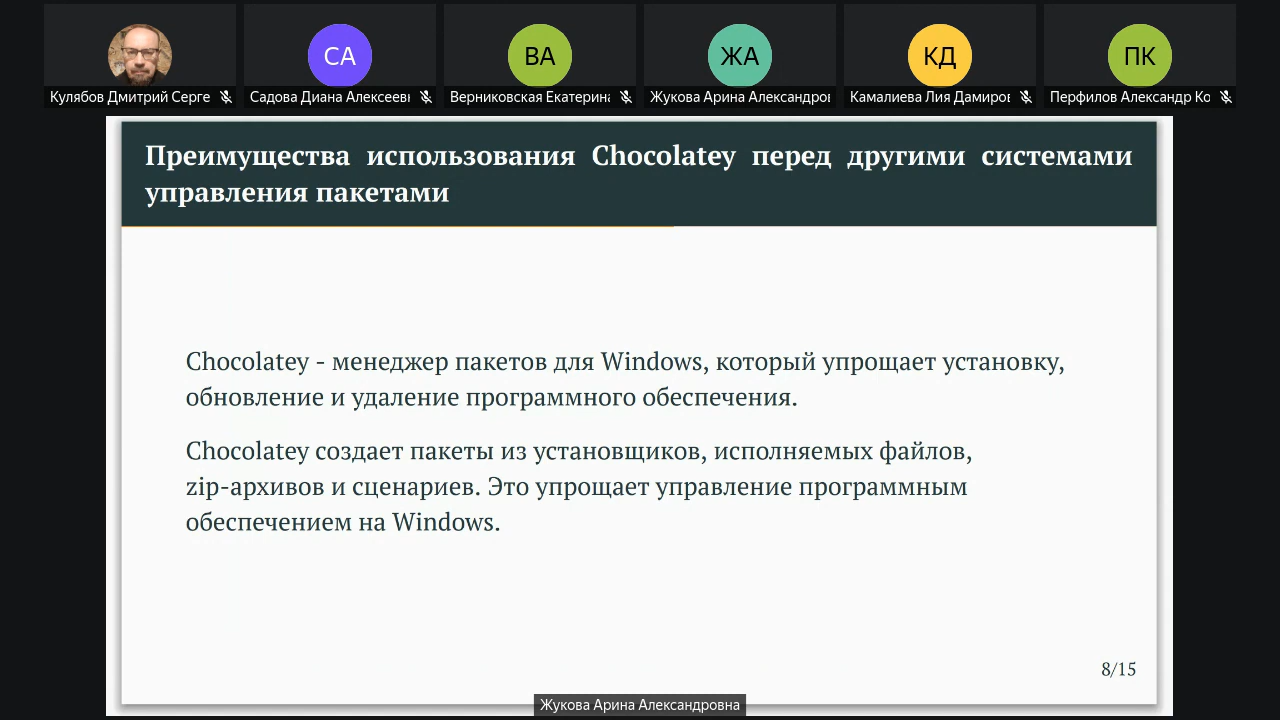 СА
ВА
ЖА
КД
ПК
Кулябов Дмитрий Серге
Садова Диана Алексеевн
Верниковская Екатерина
Жукова Арина Александров
Камалиева Лия Дамиров
Перфилов Александр Ко
Преимущества использования Chocolatey перед другими системами
управления пакетами
Chocolatey - менеджер пакетов для Windows, который упрощает установку,
обновление и удаление программного обеспечения.
Chocolatey создает пакеты из установщиков, исполняемых файлов,
zip-архивов и сценариев. Это упрощает управление программным
обеспечением на Windows.
8/15
Жукова Арина Александровна